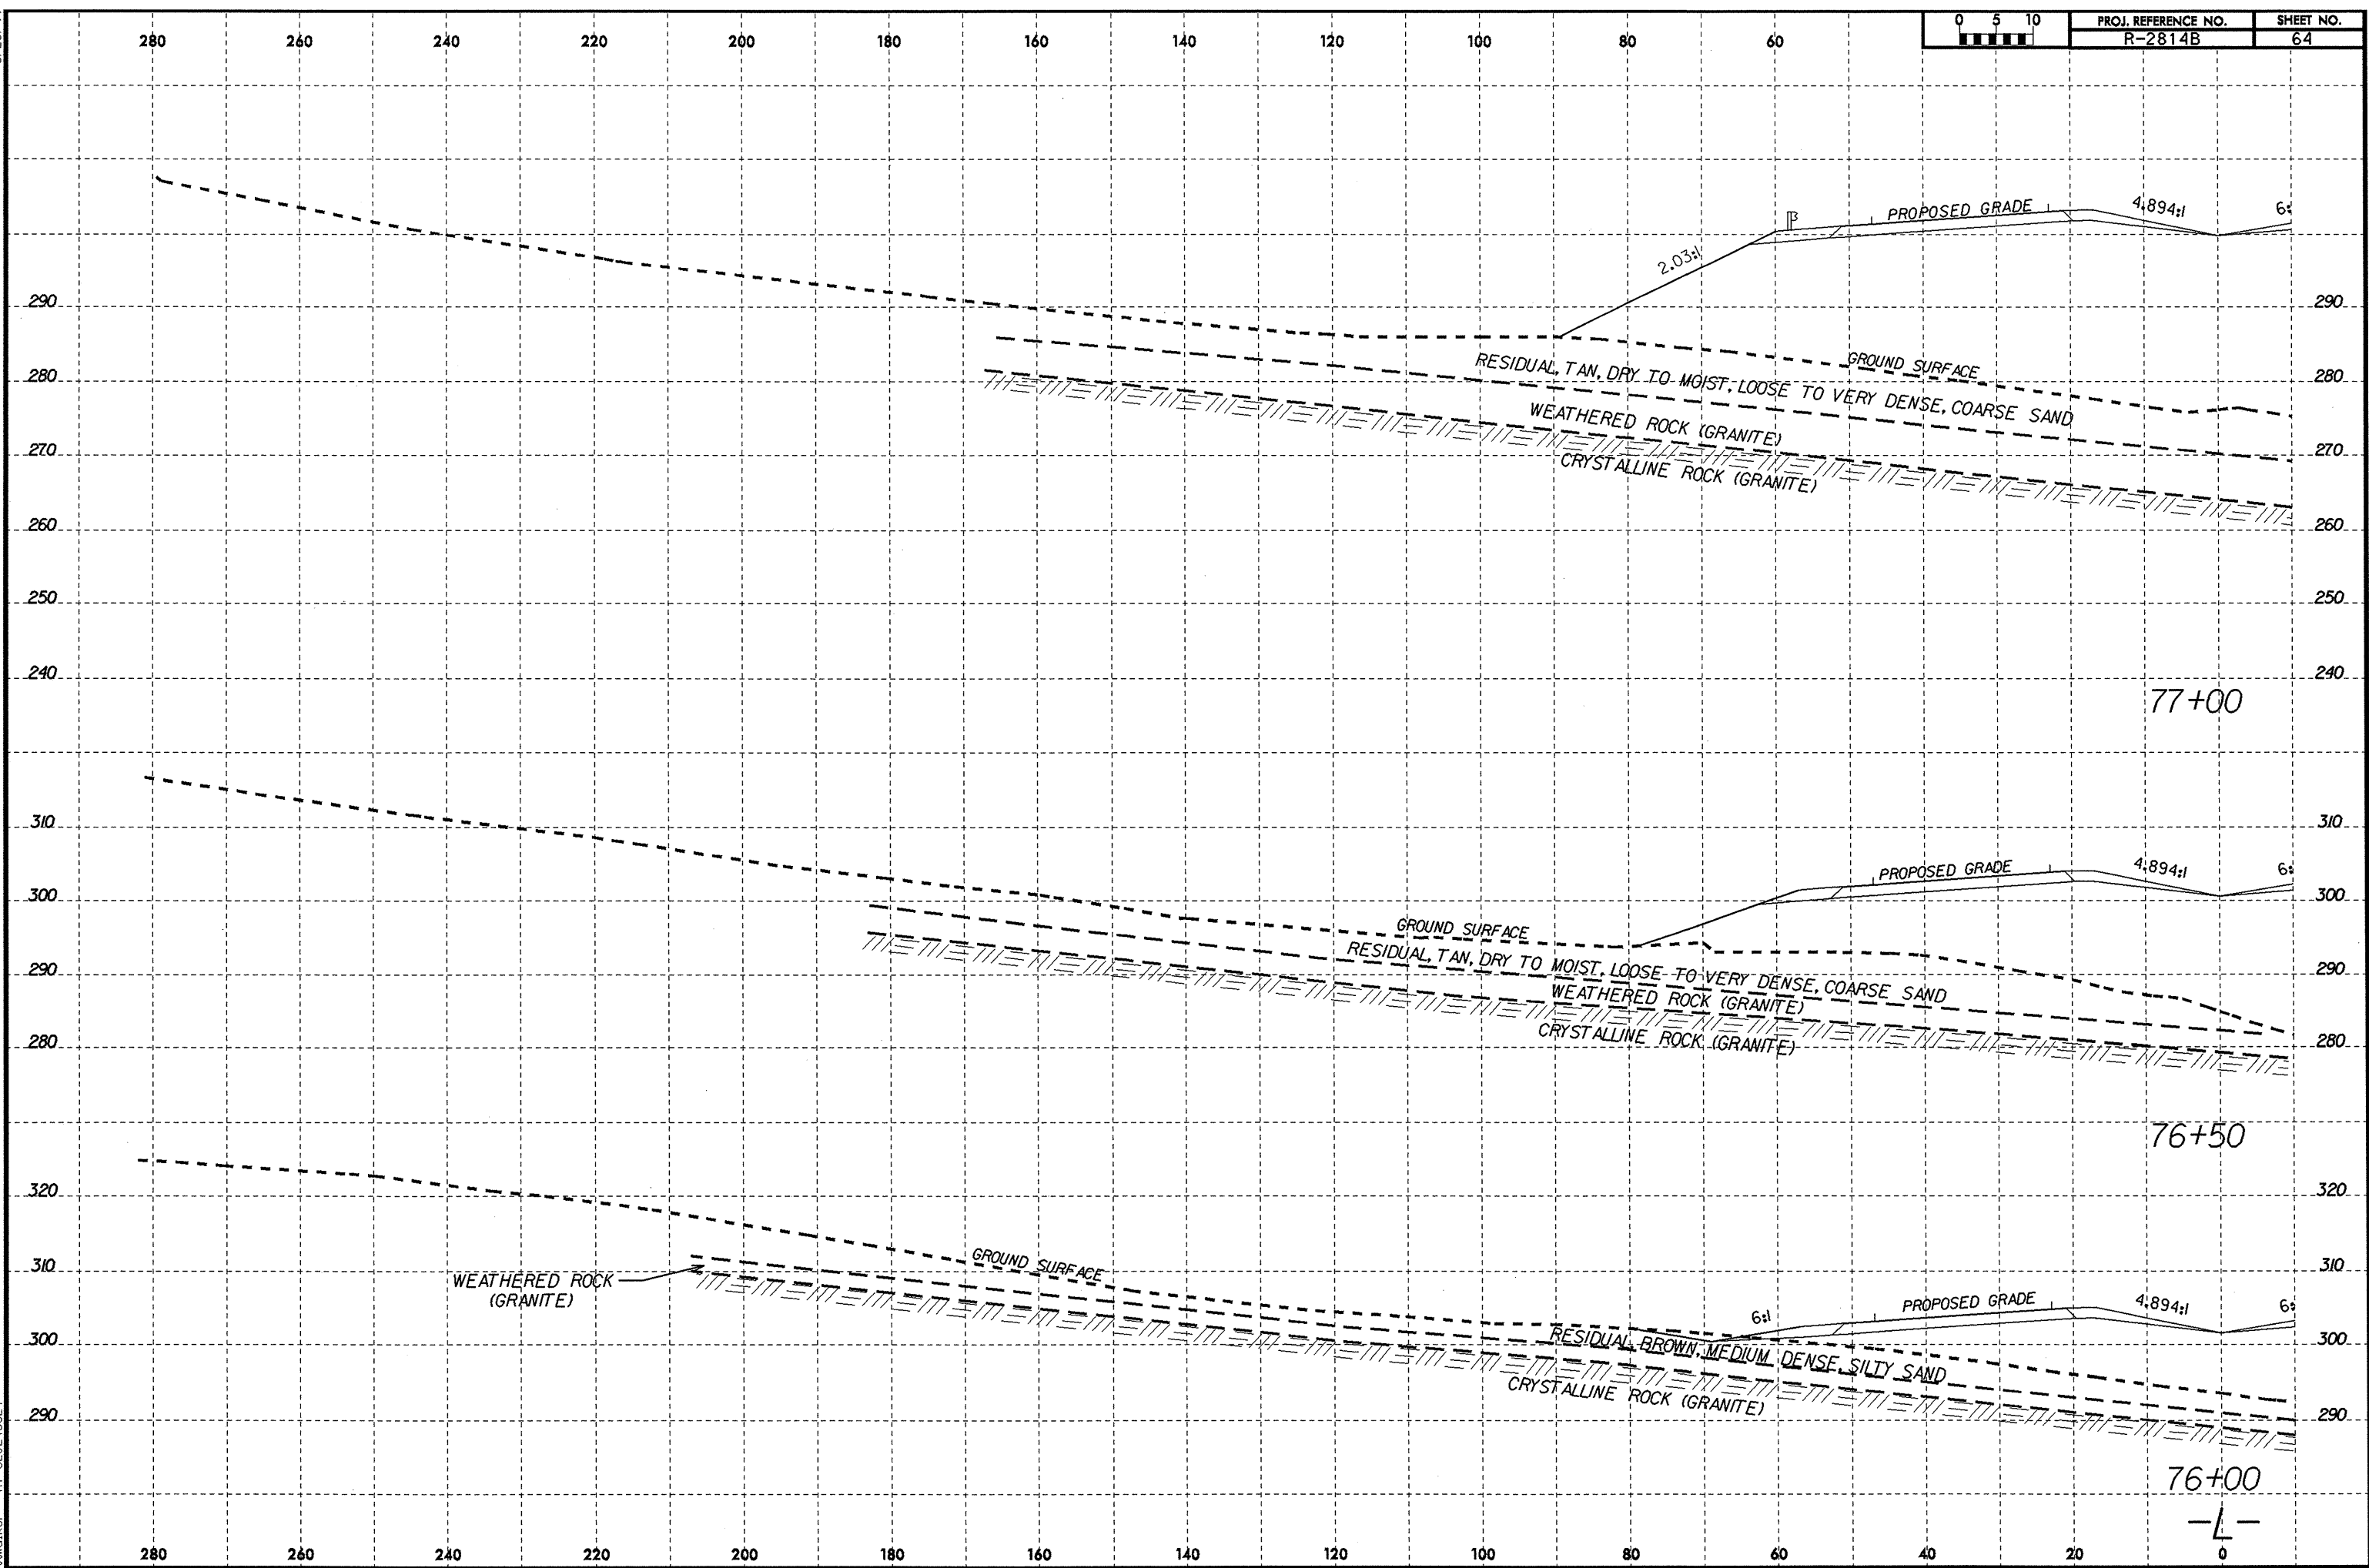 0 5 10
PROJ. REFERENCE NO.
SHEET NO.
R-2814B
64
280 260 240 220 200 180 160 140 120 100 80 60
PROPOSED GRADE
4.894:1
6:
2.03:1
290 290
GROUND SURFACE
280 280
RESIDUAL, TAN, DRY TO MOIST, LOOSE TO VERY DENSE, COARSE SAND
WEATHERED ROCK (GRANITE)
270 270
CRYSTALLINE ROCK (GRANITE)
260 260
250 250
240 240
77+00
310 310
PROPOSED GRADE
4.894:1
6:
300 300
GROUND SURFACE
290 290
RESIDUAL, TAN, DRY TO MOIST, LOOSE TO VERY DENSE, COARSE SAND
WEATHERED ROCK (GRANITE)
CRYSTALLINE ROCK (GRANITE)
280 280
76+50
320 320
GROUND SURFACE
310 310
WEATHERED ROCK
(GRANITE)
6:1
PROPOSED GRADE
4.894:1
6:
300 300
RESIDUAL, BROWN, MEDIUM DENSE, SILTY SAND
CRYSTALLINE ROCK (GRANITE)
290 290
76+00
-L-
280 260 240 220 200 180 160 140 120 100 80 60 40 20 0